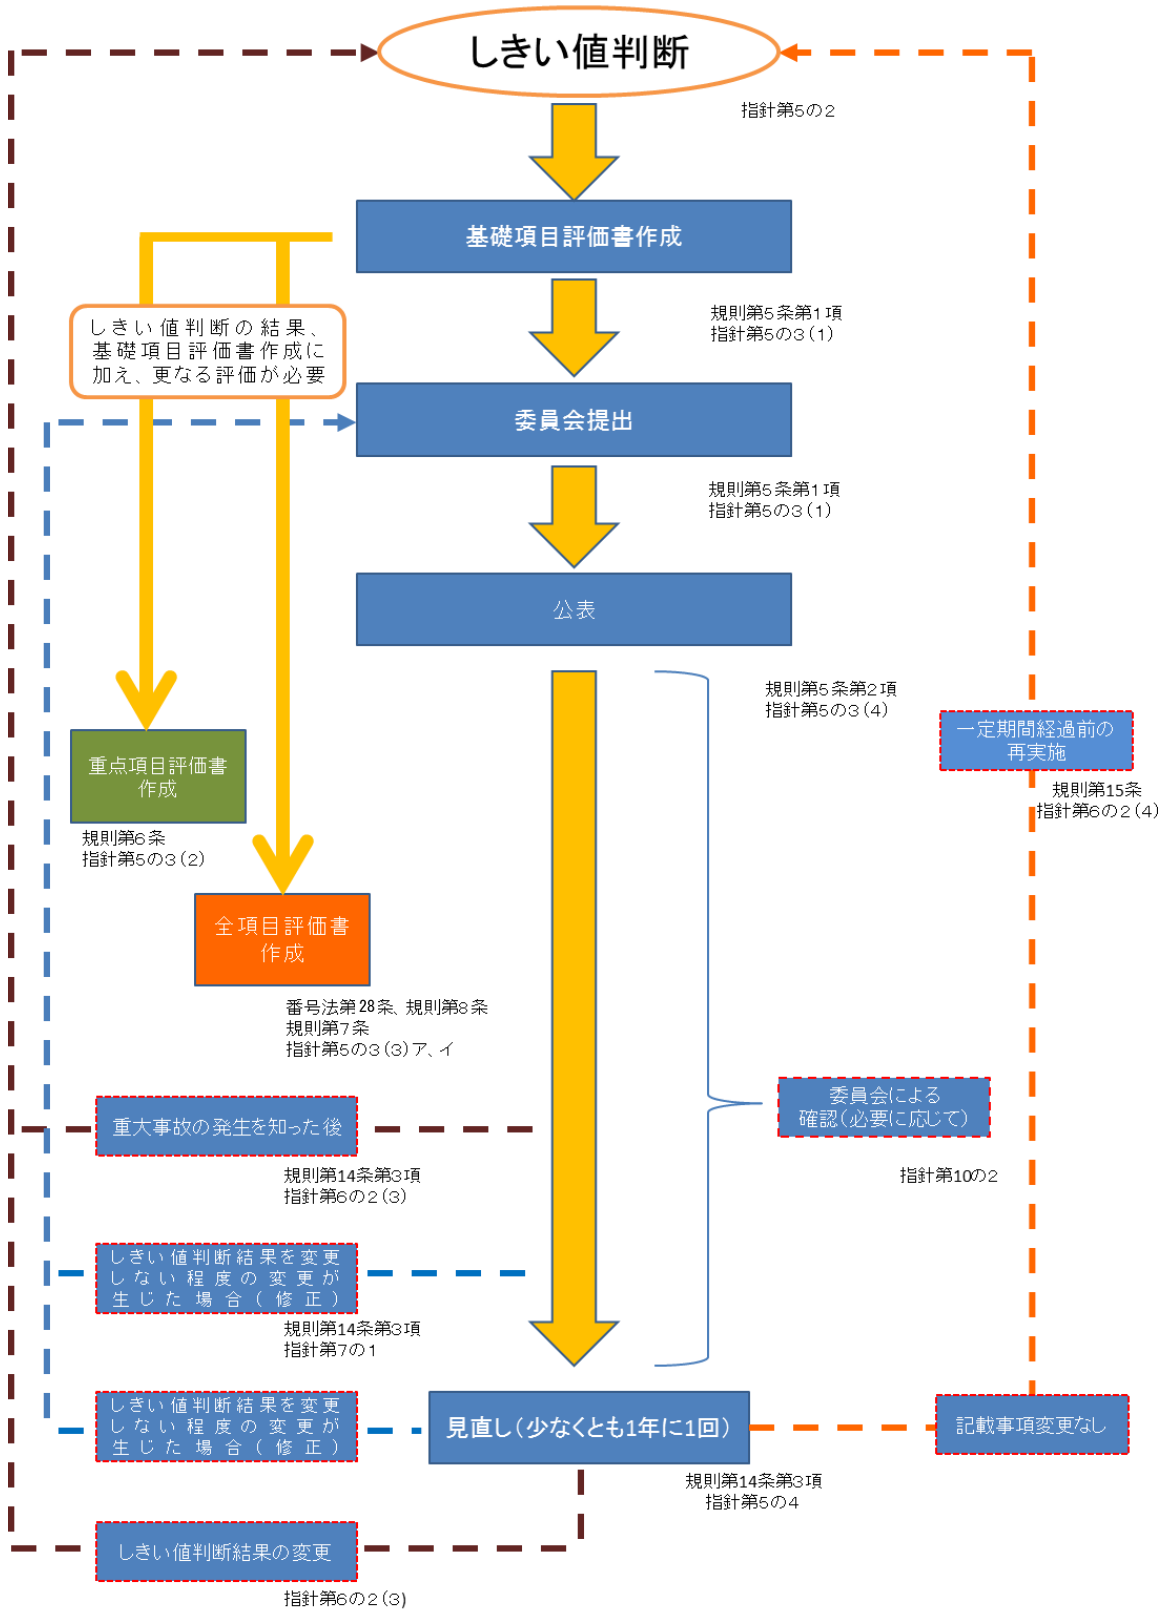 しきい値判断
指針第5の2
基礎項目評価書作成
しきい値判断の結果、
基礎項目評価書作成に
加え、更なる評価が必要
規則第5条第1項
指針第5の3(1)
委員会提出
規則第5条第1項
指針第5の3(1)
公表
規則第5条第2項
指針第5の3(4)
一定期間経過前の
再実施
規則第15条
指針第6の2(4)
重点項目評価書
作成
規則第6条
指針第5の3(2)
全項目評価書
作成
番号法第28条、規則第8条
規則第7条
指針第5の3(3)ア、イ
重大事故の発生を知った後
規則第14条第3項
指針第6の2(3)
委員会による
確認(必要に応じて)
指針第10の2
しきい値判断結果を変更
しない程度の変更が
生じた場合(修正)
規則第14条第3項
指針第7の1
しきい値判断結果を変更
しない程度の変更が
生じた場合(修正)
見直し(少なくとも1年に1回)
記載事項変更なし
規則第14条第3項
指針第5の4
しきい値判断結果の変更
指針第6の2(3)